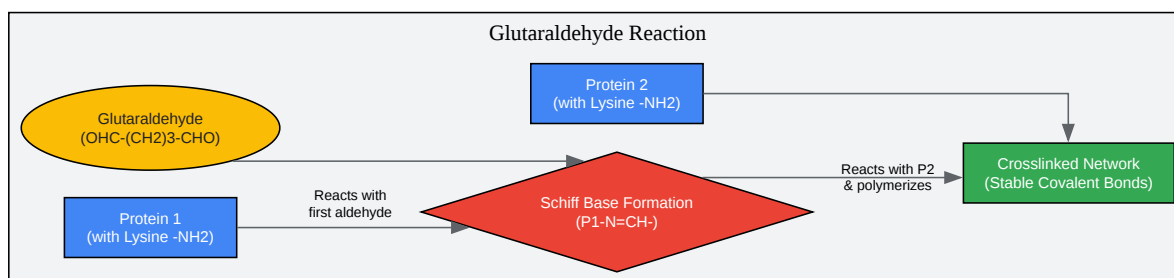 Glutaraldehyde Reaction
Protein 2
(with Lysine -NH2)
Glutaraldehyde
(OHC-(CH2)3-CHO)
Reacts with P2
& polymerizes
Crosslinked Network
(Stable Covalent Bonds)
Reacts with
first aldehyde
Schiff Base Formation
(P1-N=CH-)
Protein 1
(with Lysine -NH2)